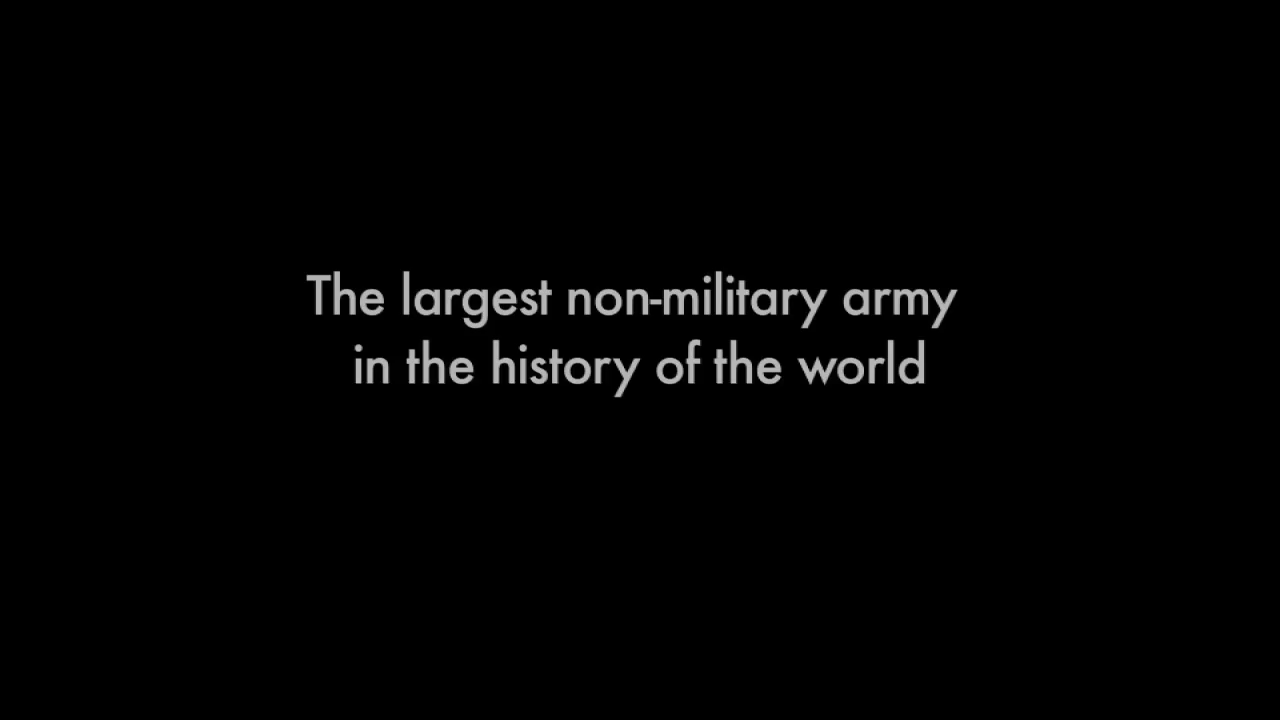 The largest non-military army
in the history of the world